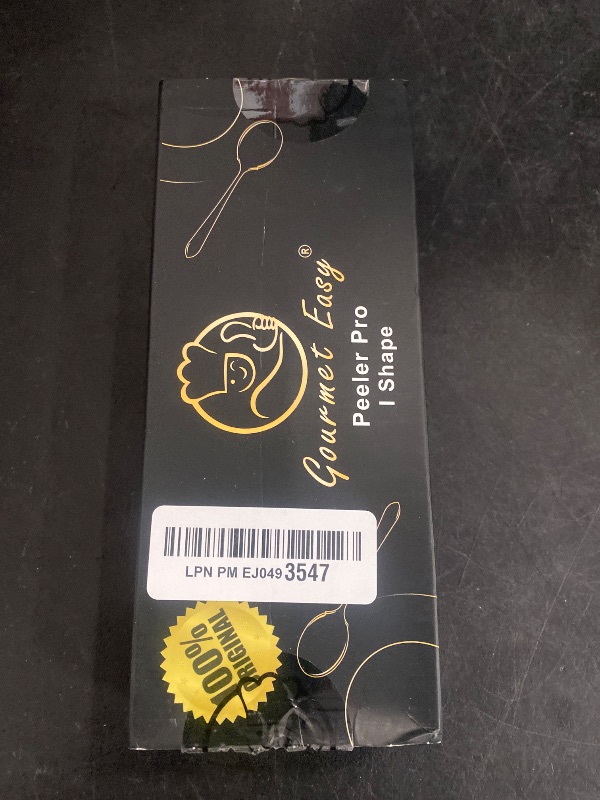 Gourmet Easy ®
Peeler Pro
I Shape
LPN PM EJ0493547
100%
ORIGINAL